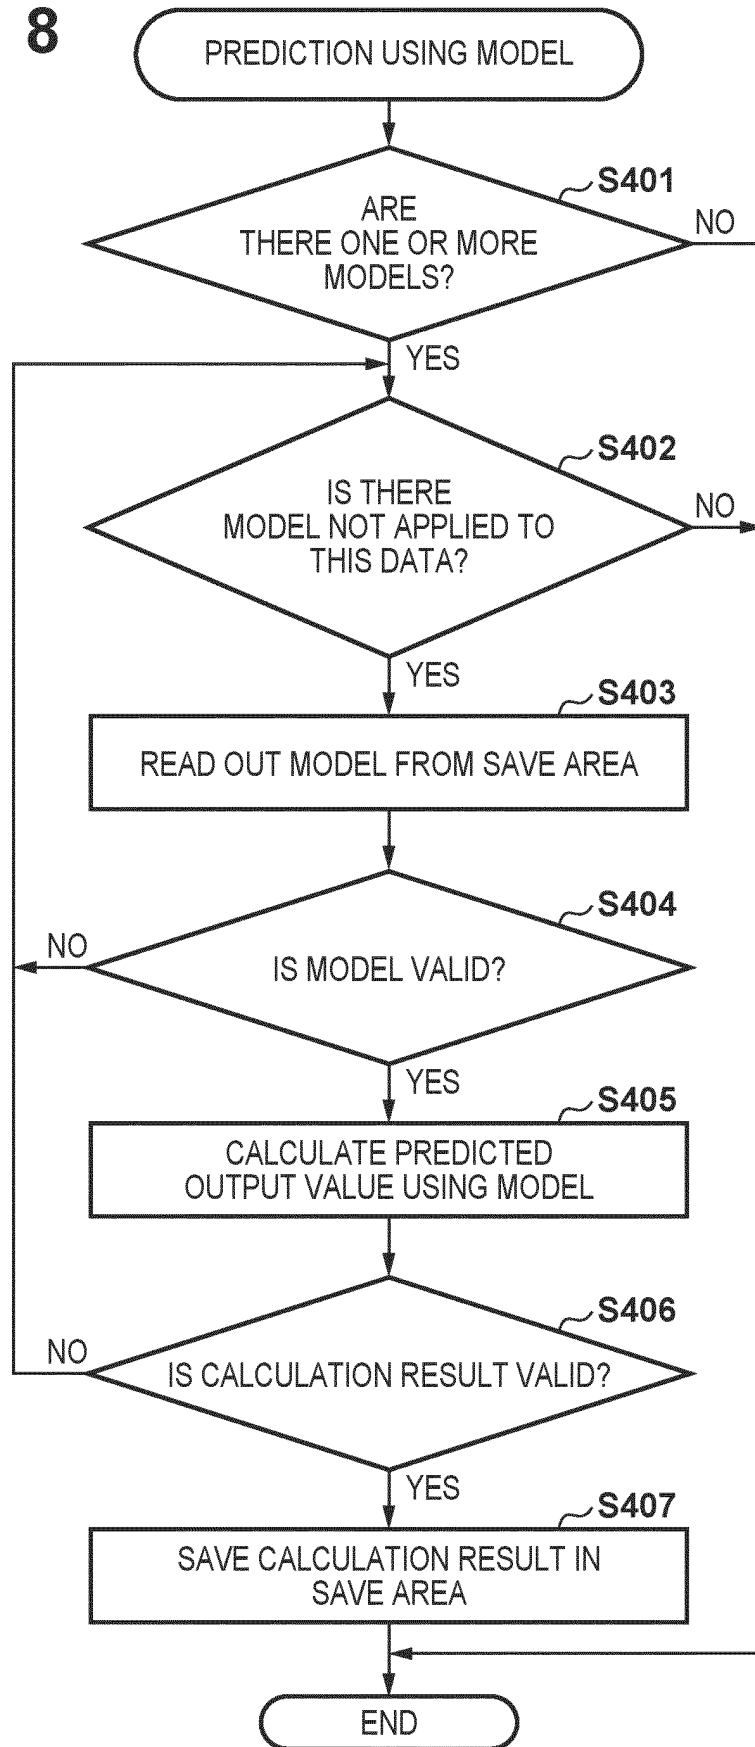 8
PREDICTION USING MODEL
S401
ARE
THERE ONE OR MORE
MODELS?
NO
YES
S402
IS THERE
MODEL NOT APPLIED TO
THIS DATA?
NO
YES
S403
READ OUT MODEL FROM SAVE AREA
S404
IS MODEL VALID?
NO
YES
S405
CALCULATE PREDICTED
OUTPUT VALUE USING MODEL
S406
IS CALCULATION RESULT VALID?
NO
YES
S407
SAVE CALCULATION RESULT IN
SAVE AREA
END